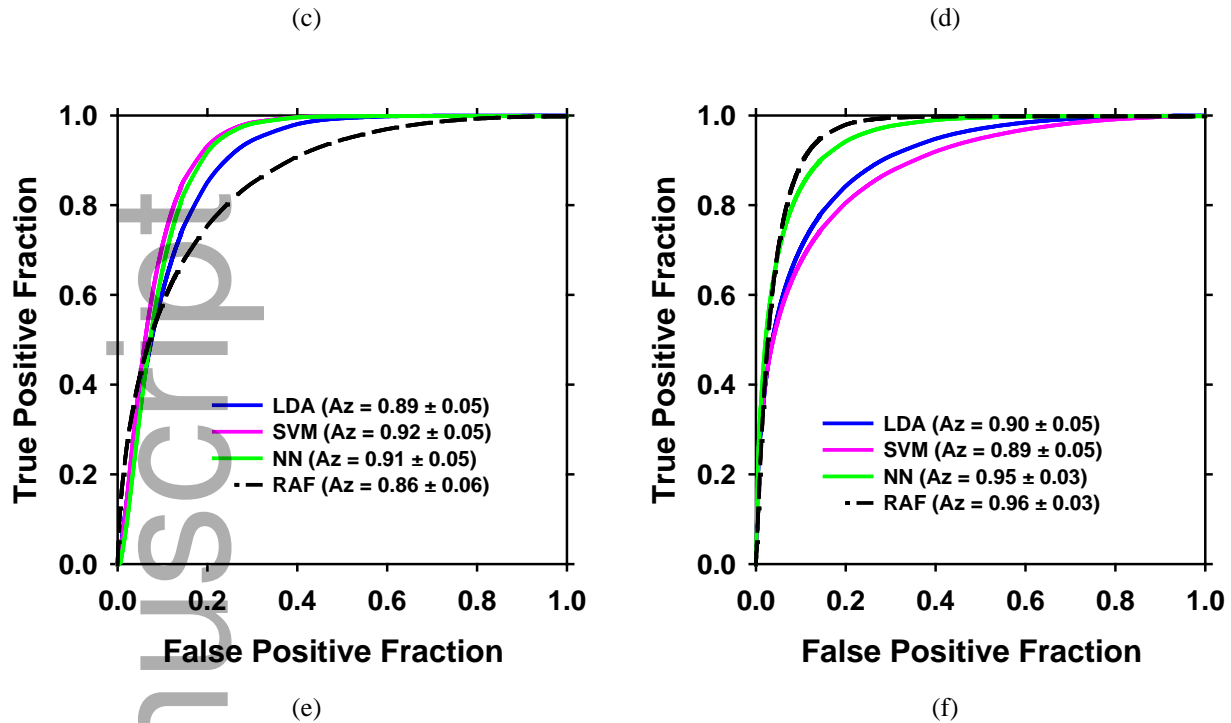 (c)
(d)
1.0
0.8
0.6
0.4
0.2
0.0
True Positive Fraction
LDA (Az = 0.89 ± 0.05)
SVM (Az = 0.92 ± 0.05)
NN (Az = 0.91 ± 0.05)
RAF (Az = 0.86 ± 0.06)
0.0 0.2 0.4 0.6 0.8 1.0
False Positive Fraction
(e)
1.0
0.8
0.6
0.4
0.2
0.0
True Positive Fraction
LDA (Az = 0.90 ± 0.05)
SVM (Az = 0.89 ± 0.05)
NN (Az = 0.95 ± 0.03)
RAF (Az = 0.96 ± 0.03)
0.0 0.2 0.4 0.6 0.8 1.0
False Positive Fraction
(f)
nuscript